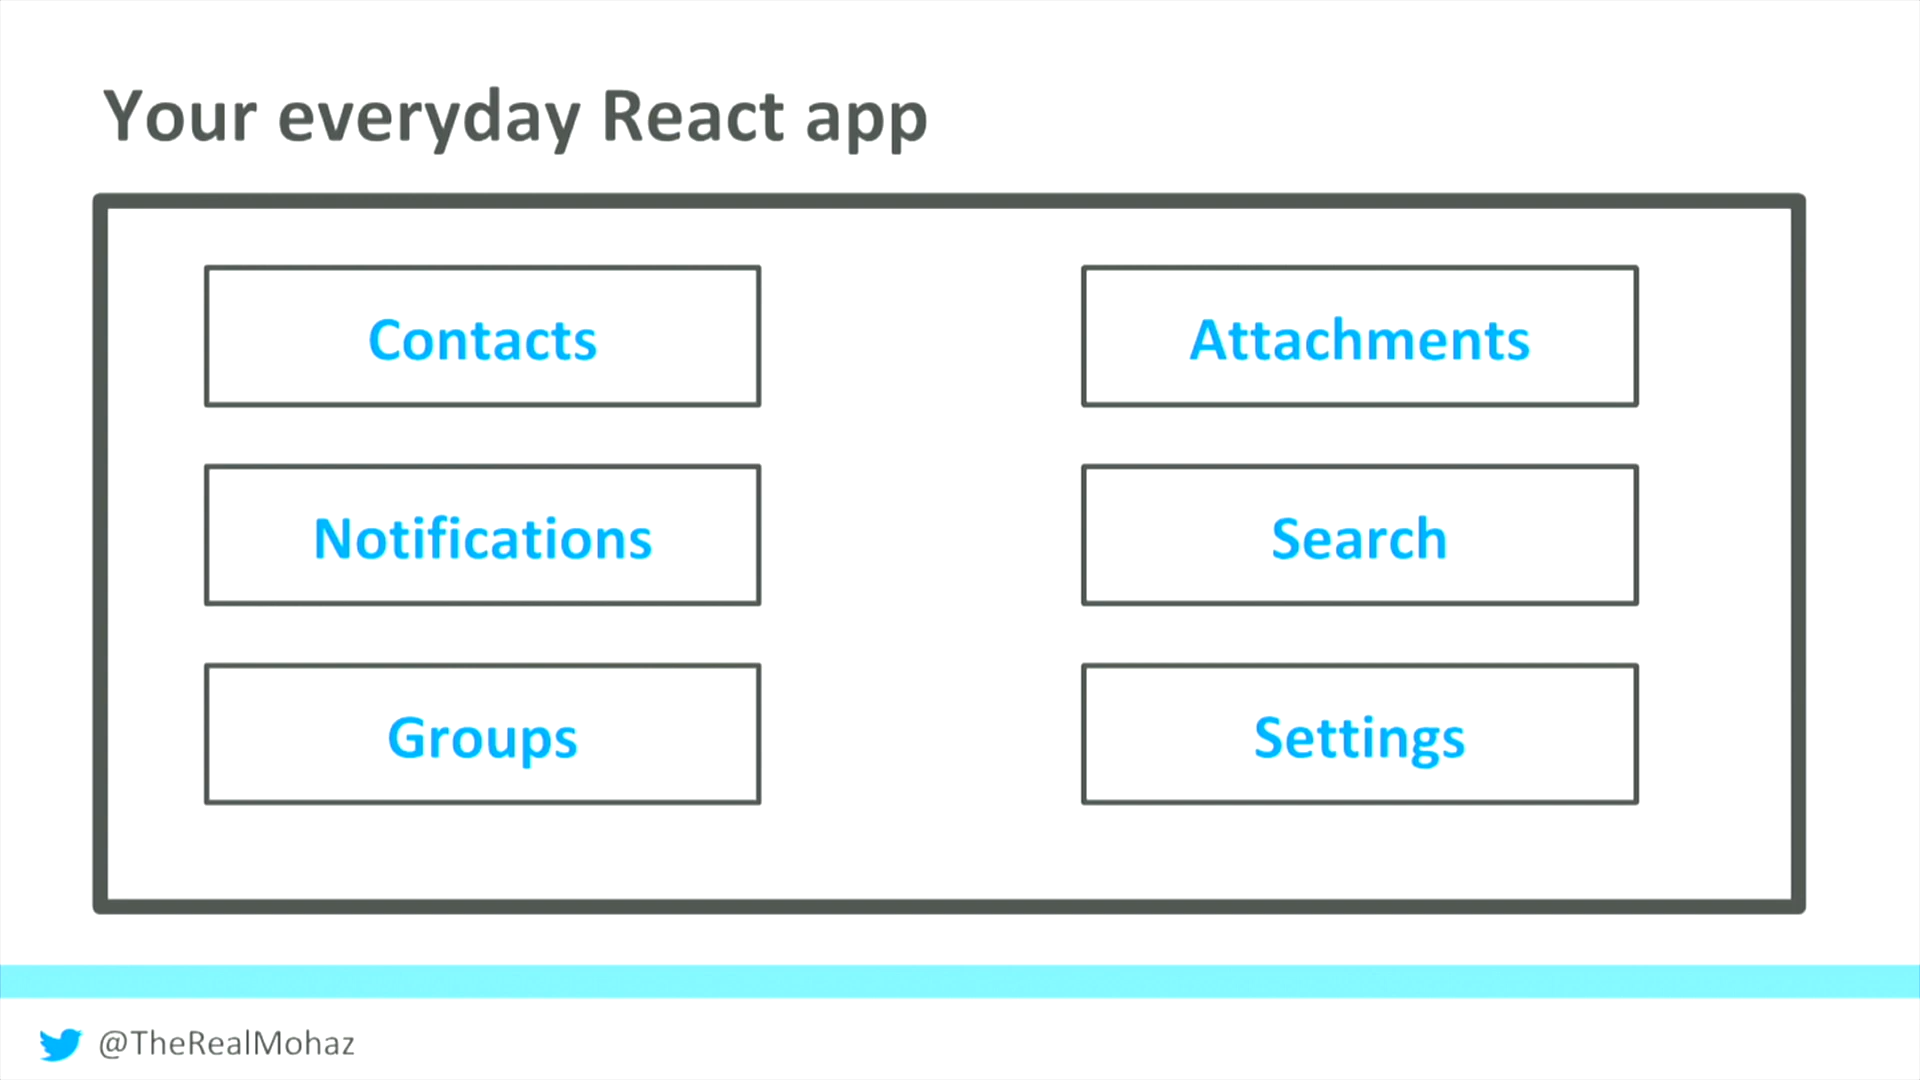 Your everyday React app
Contacts
Attachments
Notifications
Search
Groups
Settings
@TheRealMohaz